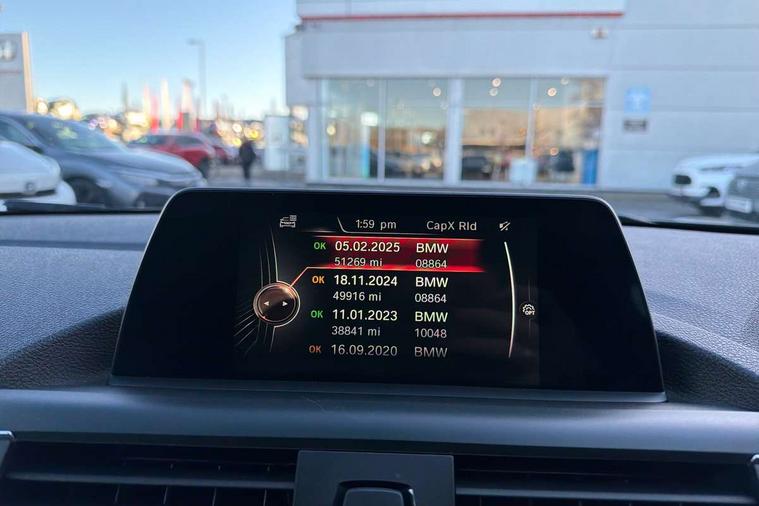 1:59 pm CapX Rld
OK 05.02.2025 BMW
51269 mi 08864
OK 18.11.2024 BMW
49916 mi 08864
OK 11.01.2023 BMW
38841 mi 10048
OK 16.09.2020 BMW
OPT